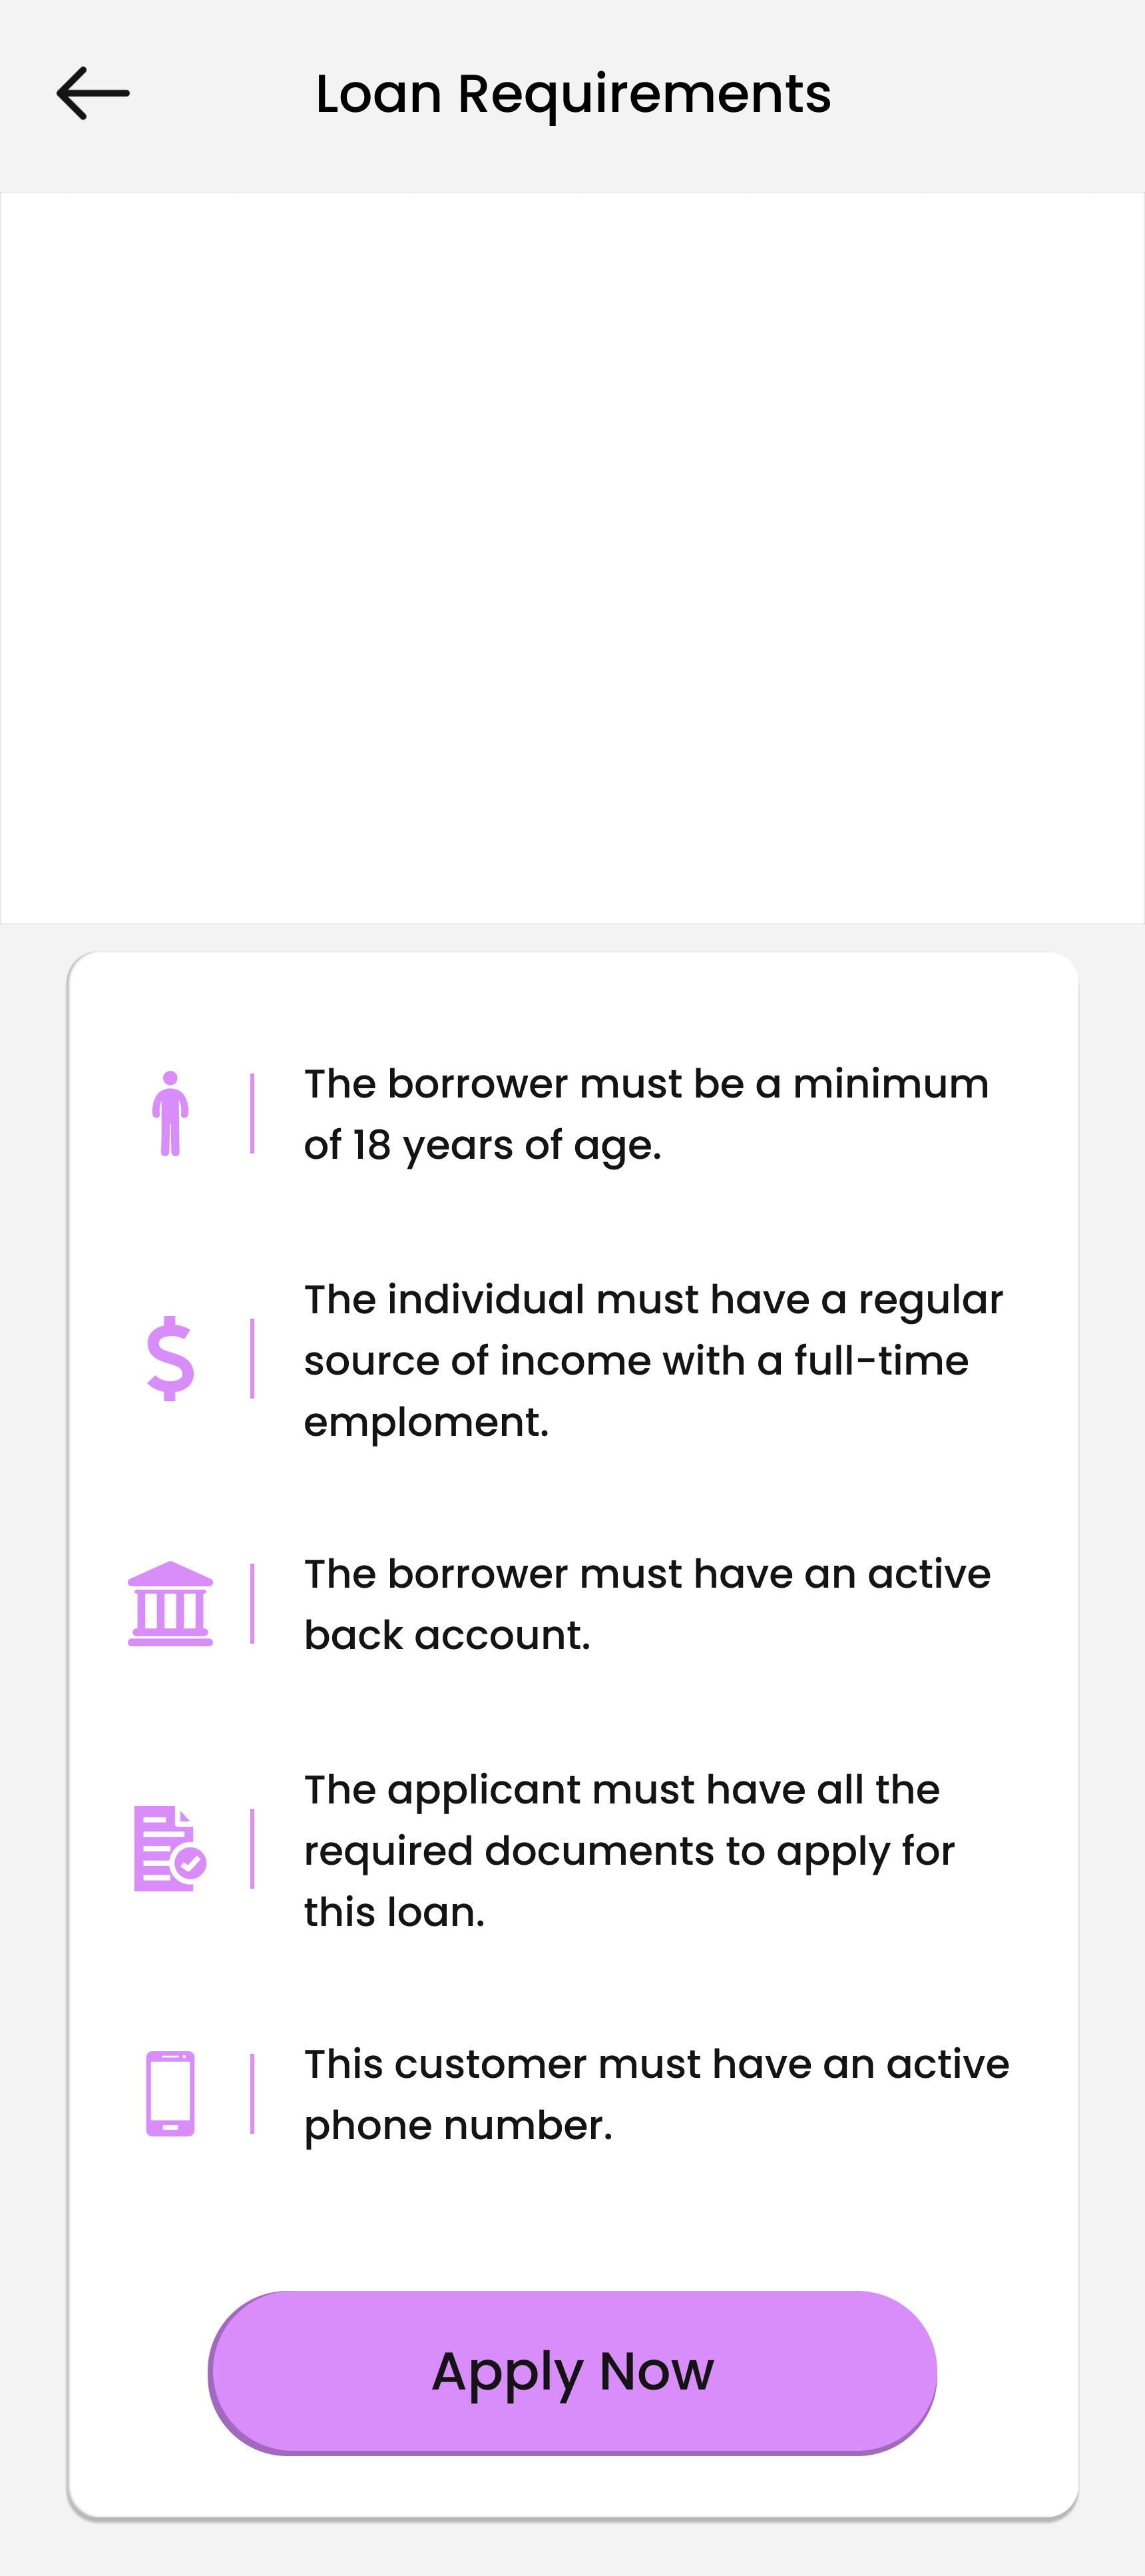 Loan Requirements
The borrower must be a minimum
of 18 years of age.
The individual must have a regular
source of income with a full-time
emploment.
The borrower must have an active
back account.
The applicant must have all the
required documents to apply for
this loan.
This customer must have an active
phone number.
Apply Now